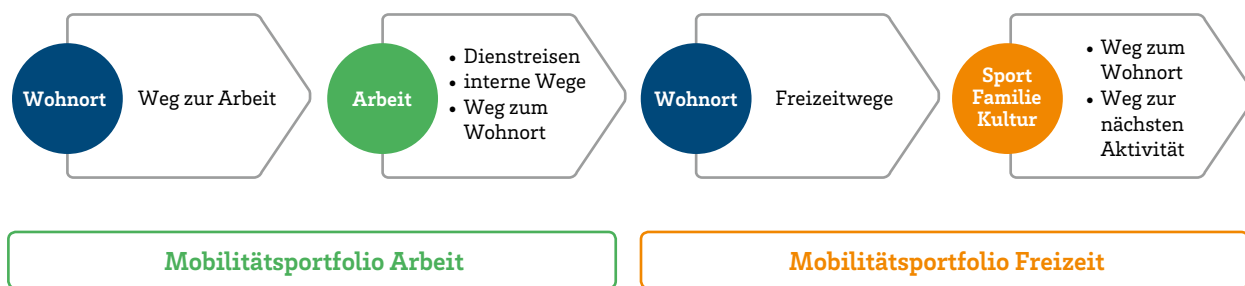 Wohnort
Weg zur Arbeit
Arbeit
• Dienstreisen
• interne Wege
• Weg zum
Wohnort
Wohnort
Freizeitwege
Sport
Familie
Kultur
• Weg zum
Wohnort
• Weg zur
nächsten
Aktivität
Mobilitätsportfolio Arbeit
Mobilitätsportfolio Freizeit